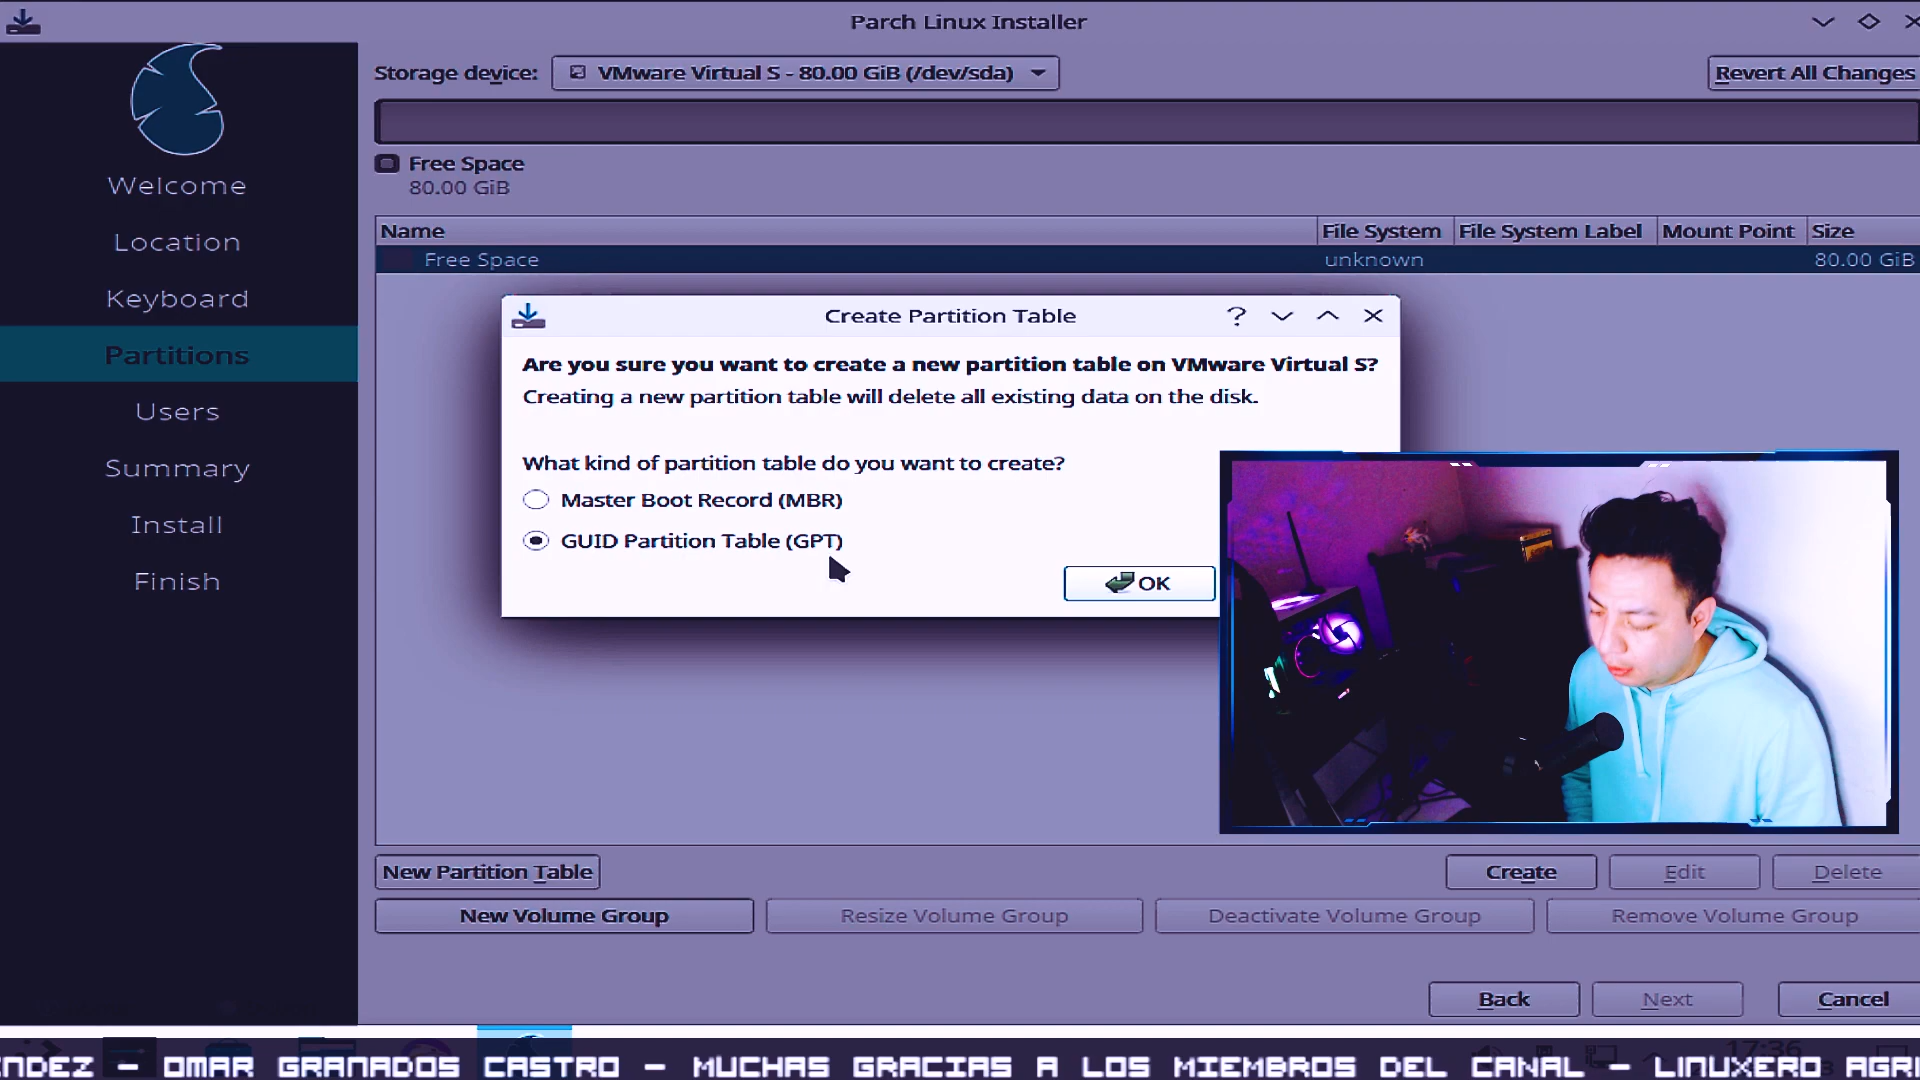 Parch Linux Installer
Storage device:
VMware Virtual S - 80.00 GiB (/dev/sda)
Revert All Changes
Free Space
80.00 GiB
Welcome
Location
Keyboard
Partitions
Users
Summary
Install
Finish
Name
File System
File System Label
Mount Point
Size
Free Space
unknown
80.00 GiB
Create Partition Table
Are you sure you want to create a new partition table on VMware Virtual S?
Creating a new partition table will delete all existing data on the disk.
What kind of partition table do you want to create?
Master Boot Record (MBR)
GUID Partition Table (GPT)
OK
New Partition Table
Create
Edit
Delete
New Volume Group
Resize Volume Group
Deactivate Volume Group
Remove Volume Group
Back
Next
Cancel
17:36
NDEZ - OMAR GRANADOS CASTRO - MUCHAS GRACIAS A LOS MIEMBROS DEL CANAL - LINUXERO AGRI